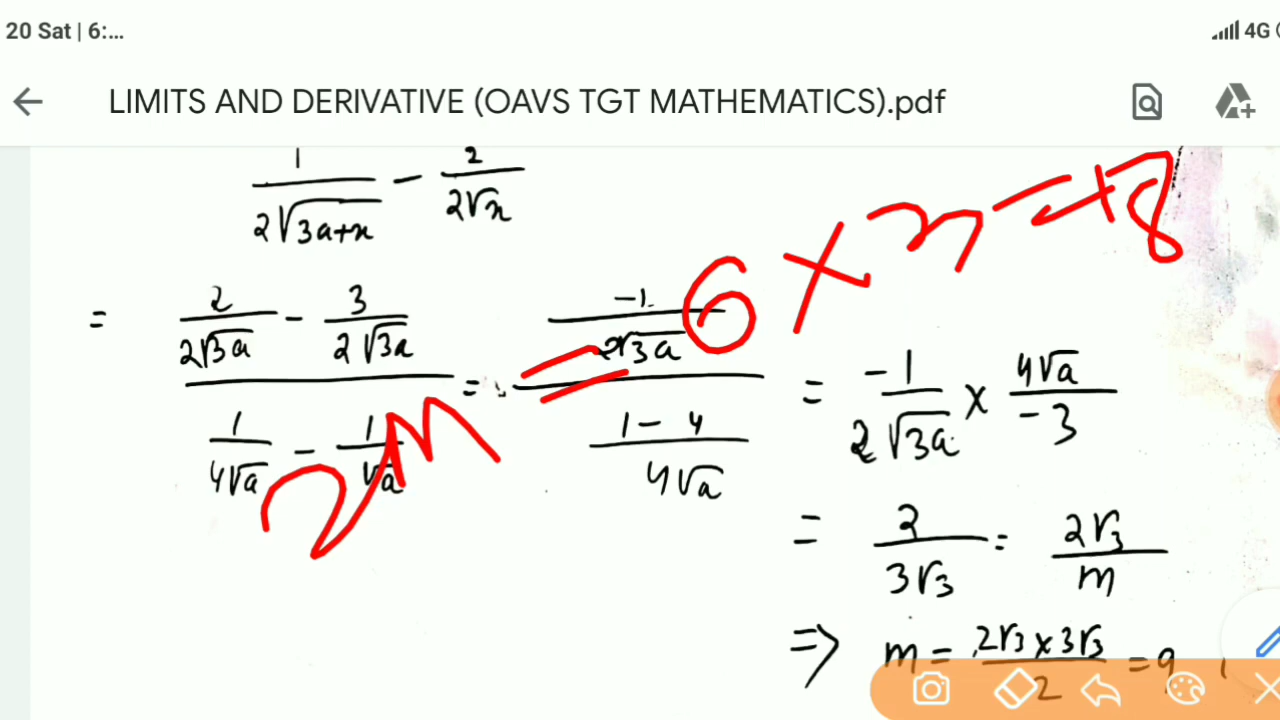 20 Sat | 6:...
4G
LIMITS AND DERIVATIVE (OAVS TGT MATHEMATICS).pdf
1/(2√(3a+x)) − 2/(2√x)
= (2/(2√3a) − 3/(2√3a)) / (1/(4√a) − 1/√a) = (−1/(2√3a)) / ((1−4)/(4√a)) = −1/(2√3a) × 4√a/−3
= 2/(3√3) = 2√3/m
⇒ m = (2√3 × 3√3)/2 = 9
2m = 6 × 3 = 18